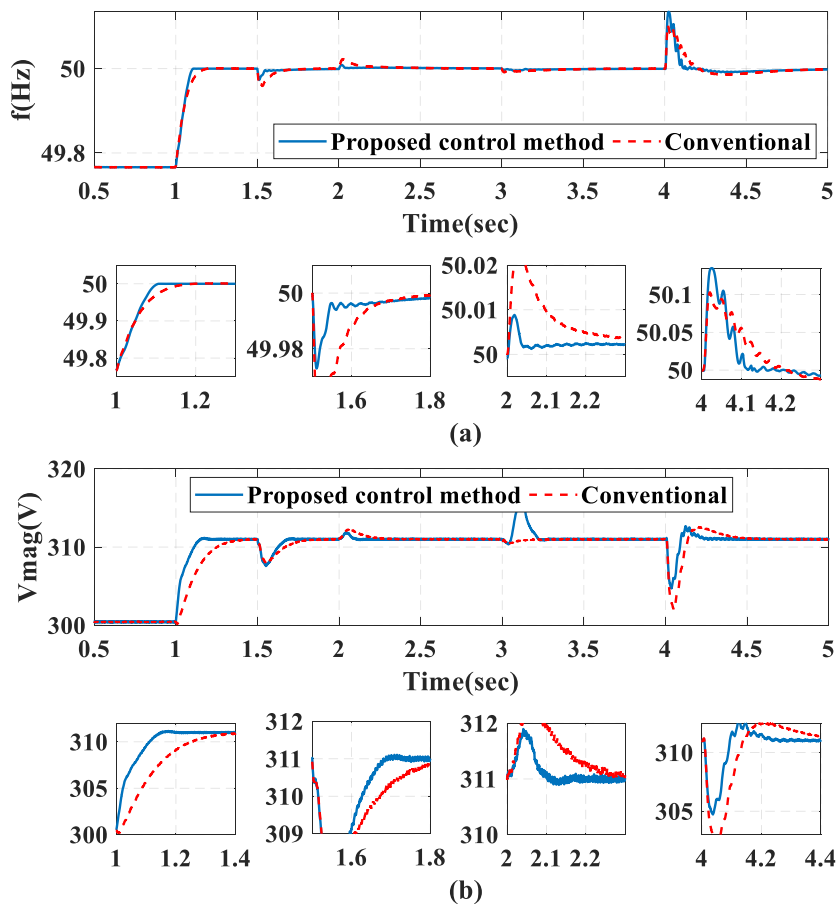 f(Hz)
50
49.8
Proposed control method Conventional
0.5 1 1.5 2 2.5 3 3.5 4 4.5 5
Time(sec)
50
49.9
49.8
1 1.2
50
49.98
1.6 1.8
50.02
50.01
50
2 2.1 2.2
50.1
50.05
50
4 4.1 4.2
(a)
Vmag(V)
320
310
300
Proposed control method Conventional
0.5 1 1.5 2 2.5 3 3.5 4 4.5 5
Time(sec)
310
305
300
1 1.2 1.4
312
311
310
309
1.6 1.8
312
311
310
2 2.1 2.2
310
305
4 4.2 4.4
(b)